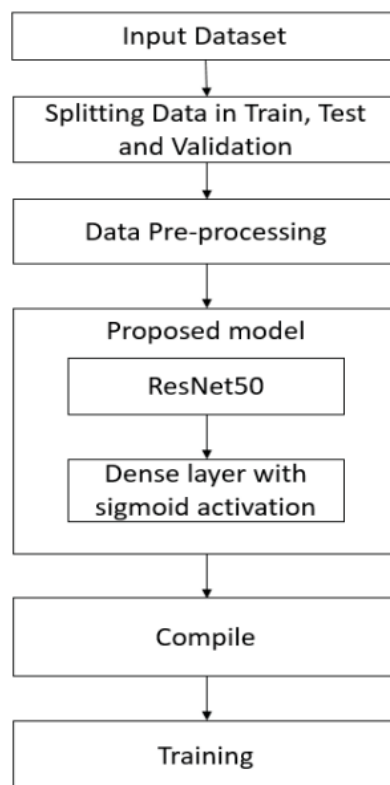 Input Dataset
Splitting Data in Train, Test
and Validation
Data Pre-processing
Proposed model
ResNet50
Dense layer with
sigmoid activation
Compile
Training